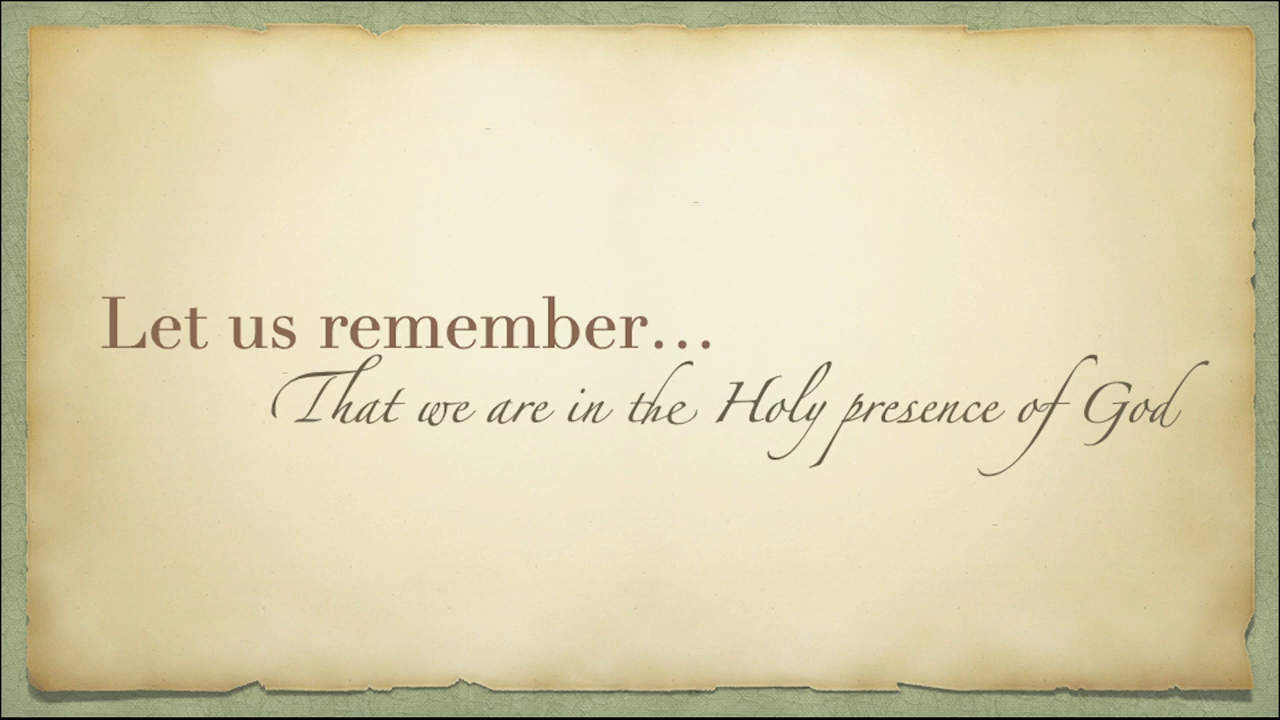 Let us remember…
That we are in the Holy presence of God